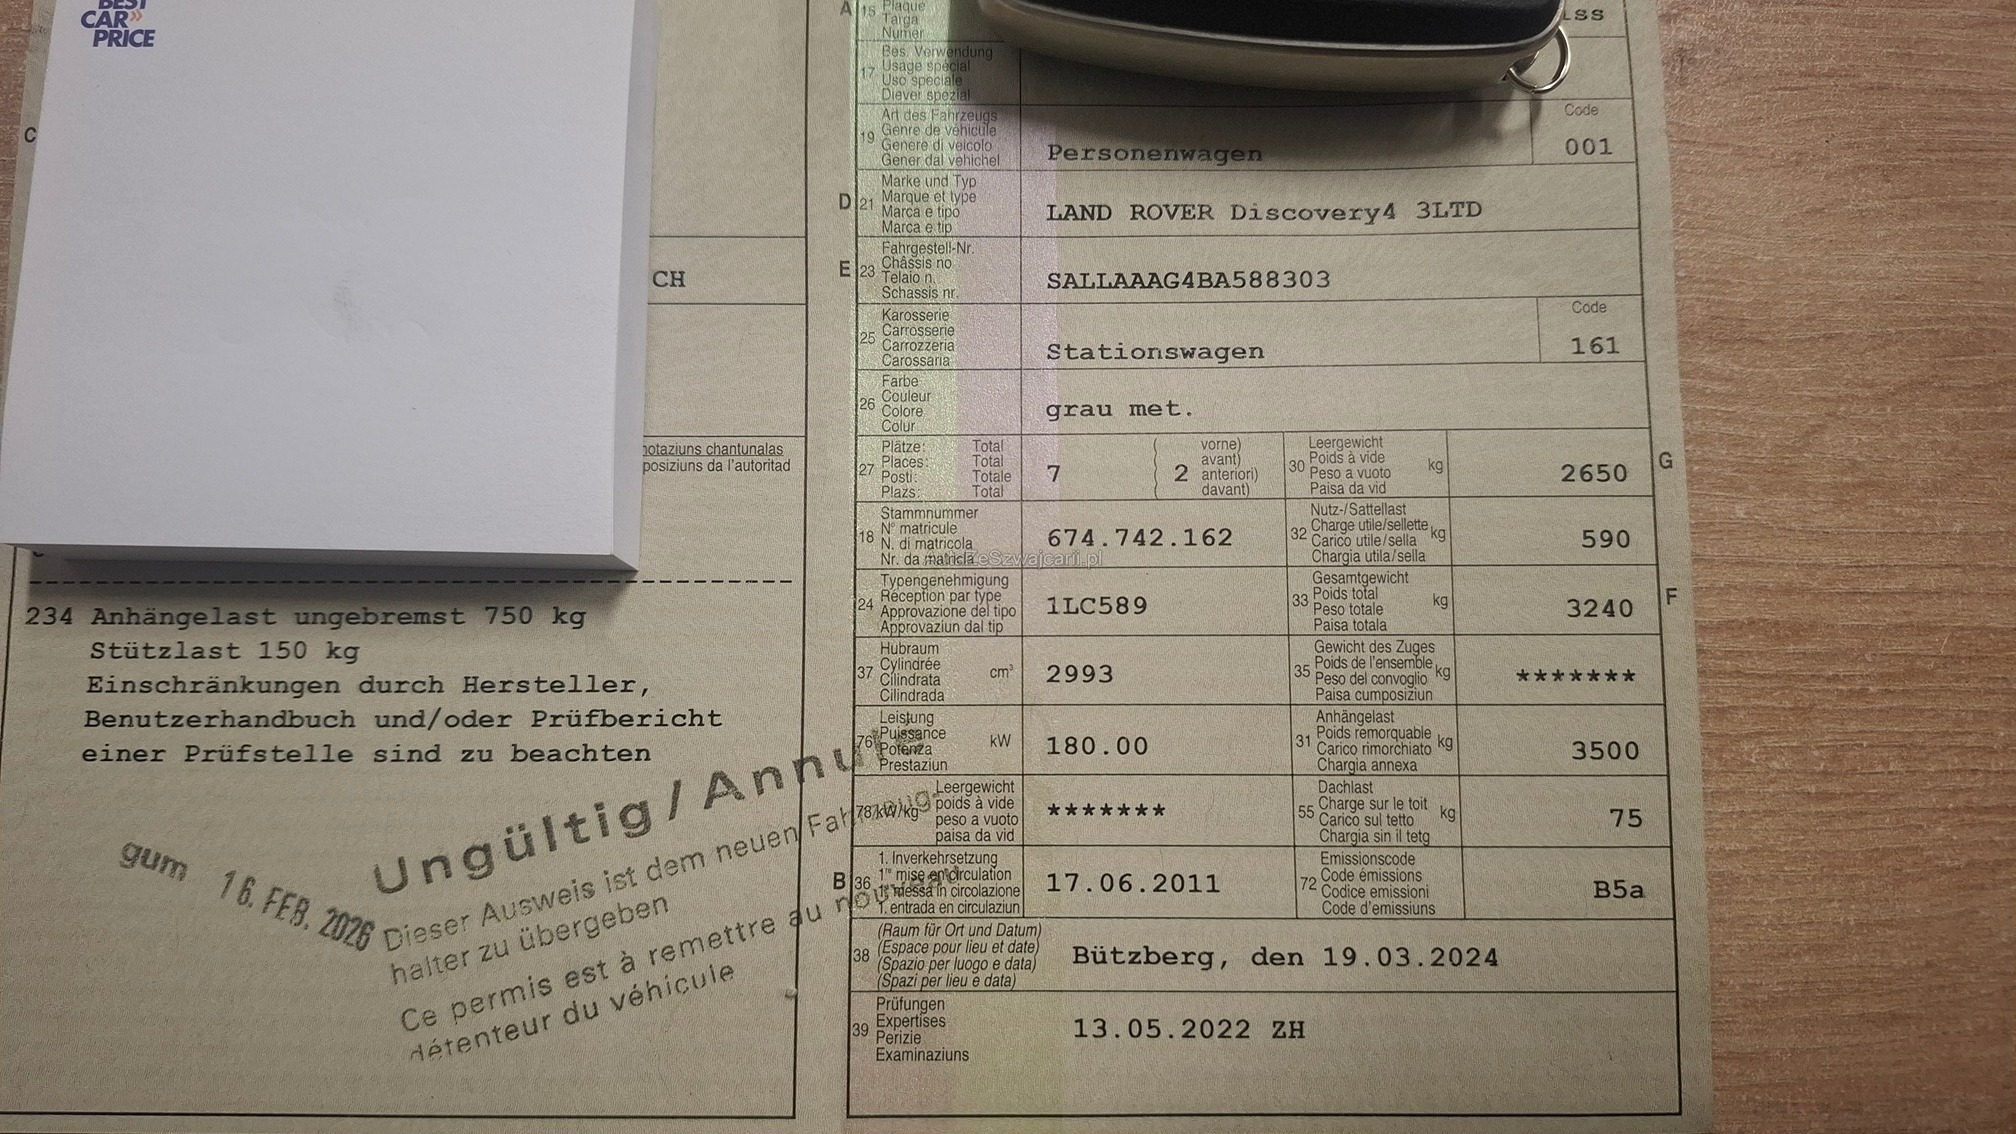 BEST
CAR»
PRICE
C
CH
notaziuns chantunalas
posiziuns da l'autoritad
234 Anhängelast ungebremst 750 kg
Stützlast 150 kg
Einschränkungen durch Hersteller,
Benutzerhandbuch und/oder Prüfbericht
einer Prüfstelle sind zu beachten
Ungültig/Annulé
gum 16. FEB. 2026
Dieser Ausweis ist dem neuen Fahrzeug-
halter zu übergeben
Ce permis est à remettre au nouveau
détenteur du véhicule
A 15 Plaque
Targa
Numer
17 Bes. Verwendung
Usage spécial
Uso speciale
Diever spezial
19 Art des Fahrzeugs
Genre de véhicule
Genere di veicolo
Gener dal vehichel
Personenwagen
Code
001
D 21 Marke und Typ
Marque et type
Marca e tipo
Marca e tip
LAND ROVER Discovery4 3LTD
E 23 Fahrgestell-Nr.
Châssis no
Telaio n.
Schassis nr.
SALLAAAG4BA588303
25 Karosserie
Carrosserie
Carrozzeria
Carossaria
Stationswagen
Code
161
26 Farbe
Couleur
Colore
Colur
grau met.
27 Plätze: Total
Places: Total
Posti: Totale
Plazs: Total
7
( vorne)
avant)
2 anteriori)
( davant)
30 Leergewicht
Poids à vide
Peso a vuoto
Paisa da vid
kg
2650
G
18 Stammnummer
N° matricule
N. di matricola
Nr. da matricla
674.742.162
32 Nutz-/Sattellast
Charge utile/sellette
Carico utile/sella
Chargia utila/sella
kg
590
24 Typengenehmigung
Réception par type
Approvazione del tipo
Approvaziun dal tip
1LC589
33 Gesamtgewicht
Poids total
Peso totale
Paisa totala
kg
3240
F
37 Hubraum
Cylindrée
Cilindrata
Cilindrada
cm³
2993
35 Gewicht des Zuges
Poids de l'ensemble
Peso del convoglio
Paisa cumposiziun
kg
*******
76 Leistung
Puissance
Potenza
Prestaziun
kW
180.00
31 Anhängelast
Poids remorquable
Carico rimorchiato
Chargia annexa
kg
3500
78 kW/kg Leergewicht
poids à vide
peso a vuoto
paisa da vid
*******
55 Dachlast
Charge sur le toit
Carico sul tetto
Chargia sin il tetg
kg
75
B 36 1. Inverkehrsetzung
1re mise en circulation
1. messa in circolazione
1. entrada en circulaziun
17.06.2011
72 Emissionscode
Code émissions
Codice emissioni
Code d'emissiuns
B5a
38 (Raum für Ort und Datum)
(Espace pour lieu et date)
(Spazio per luogo e data)
(Spazi per lieu e data)
Bützberg, den 19.03.2024
39 Prüfungen
Expertises
Perizie
Examinaziuns
13.05.2022 ZH